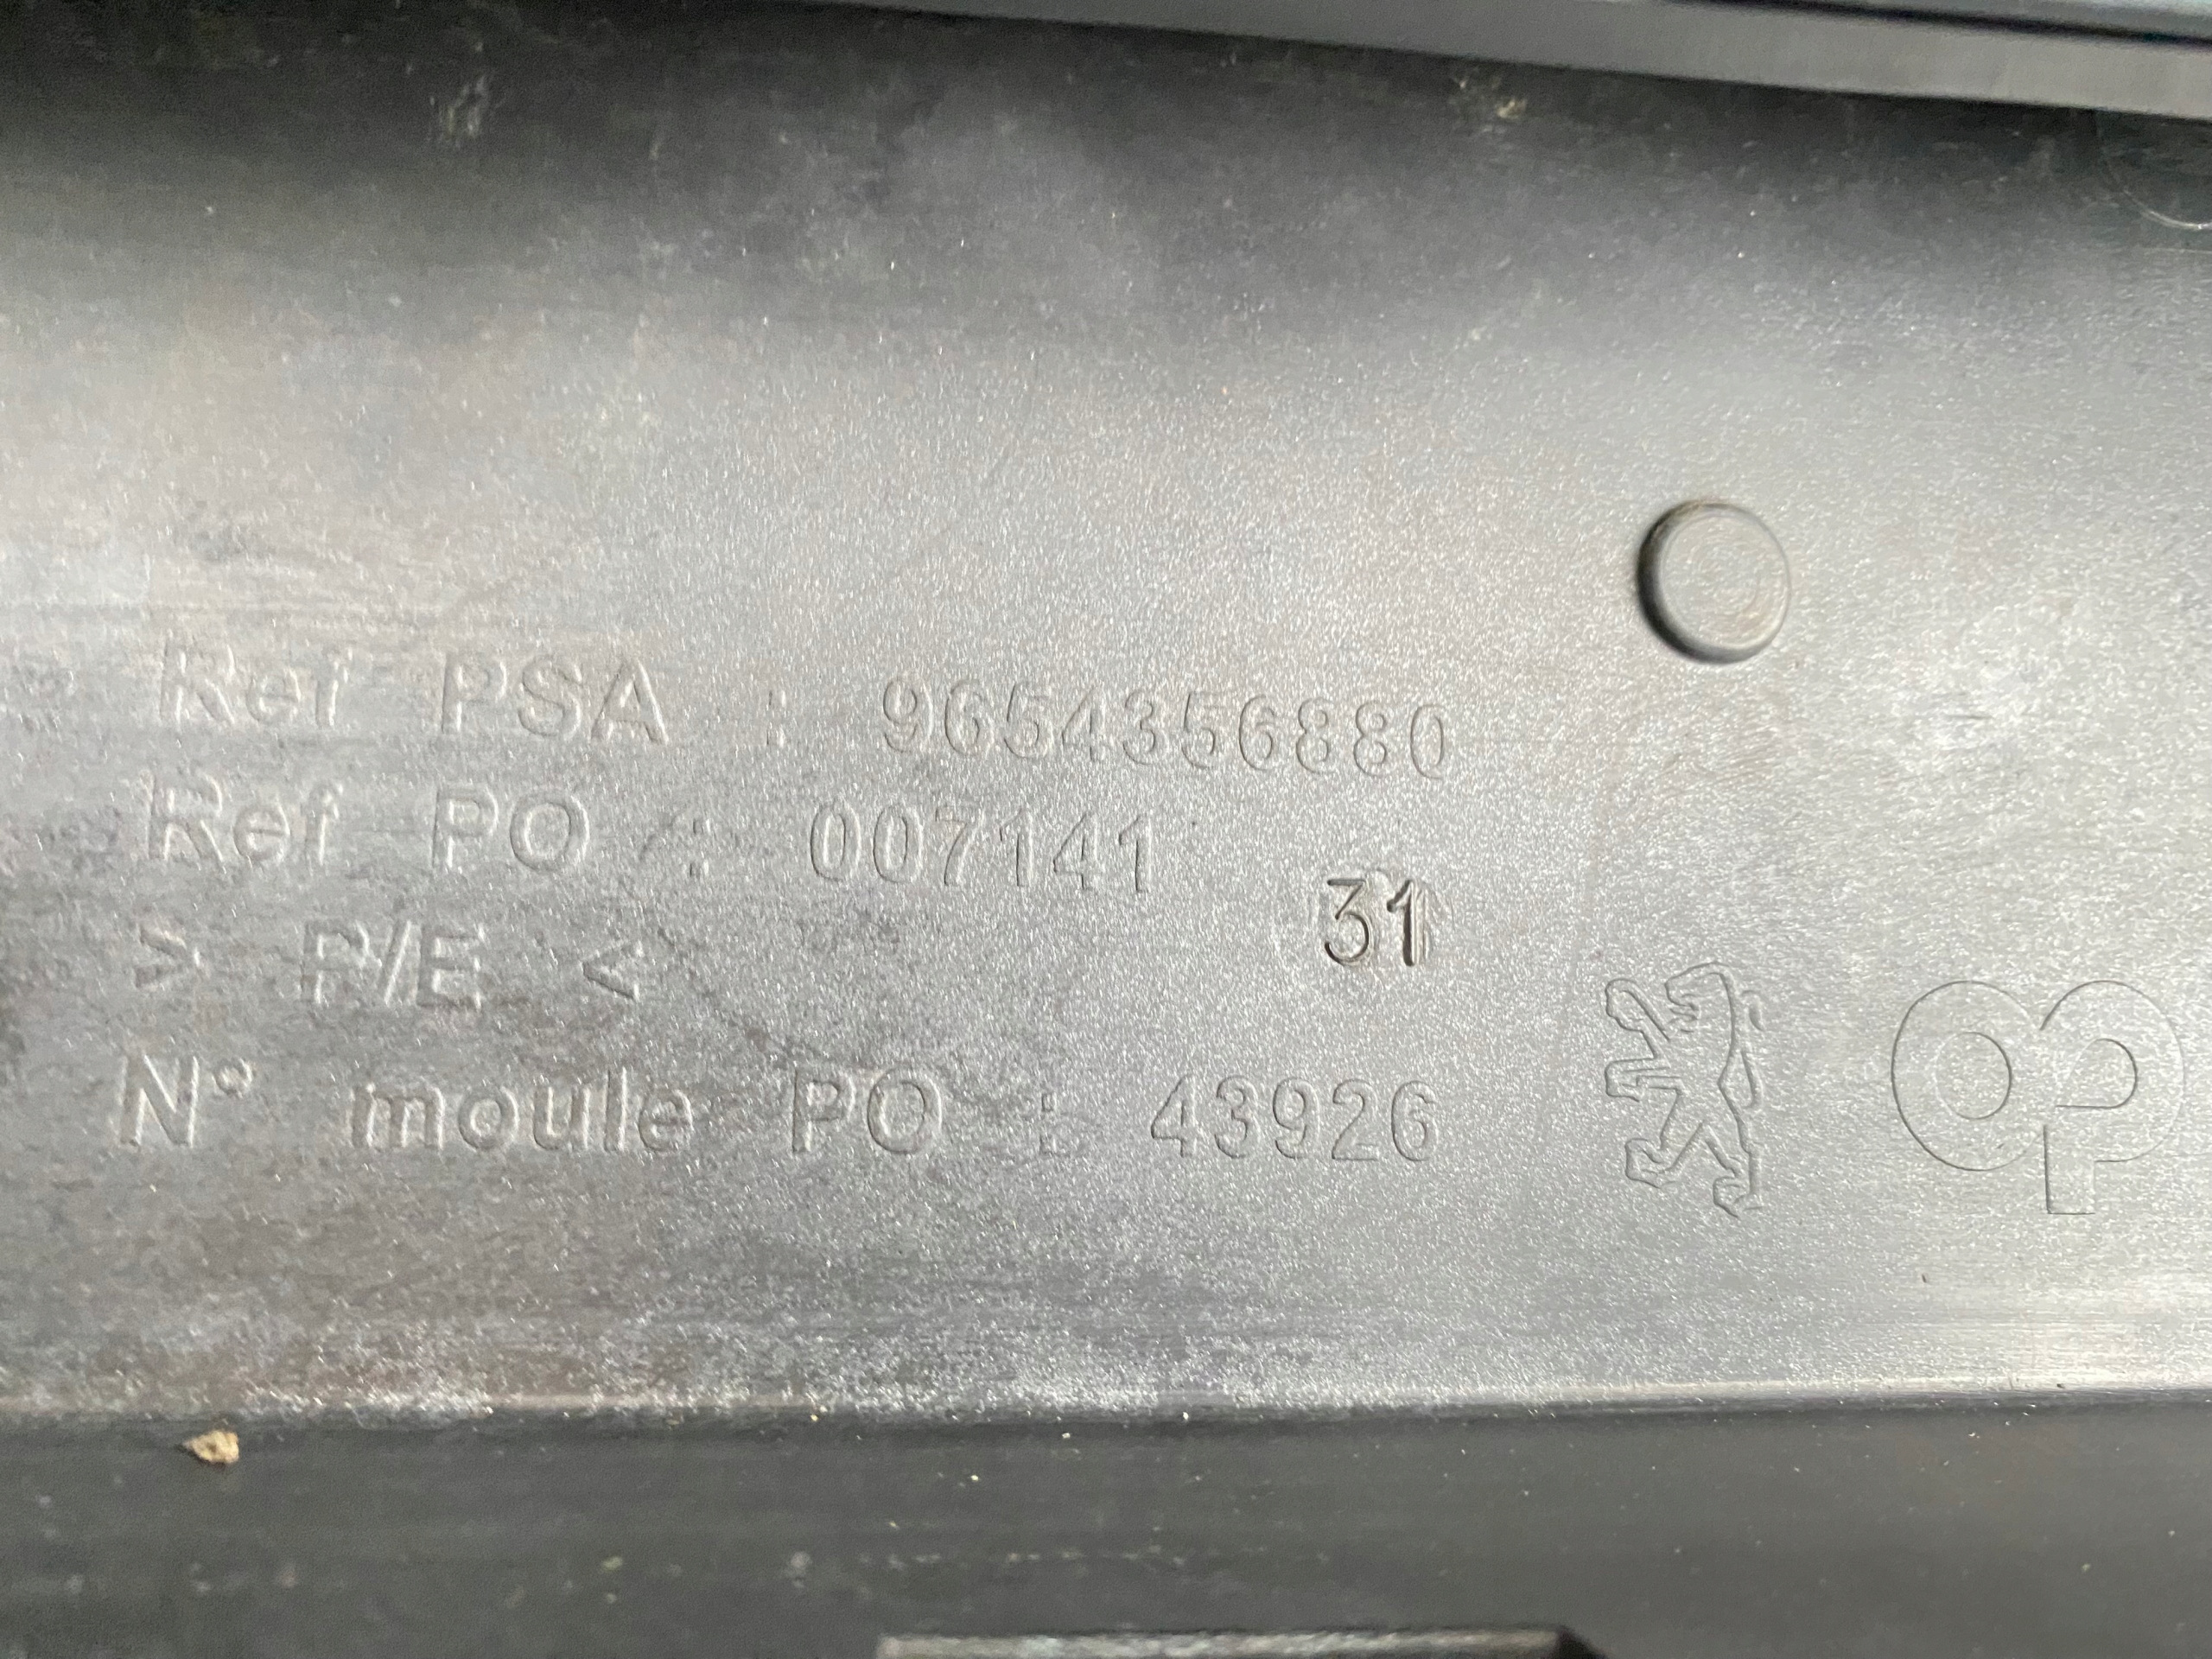 Ref PSA : 9654356880
Ref PO : 007141
31
> P/E <
N° moule PO : 43926
op